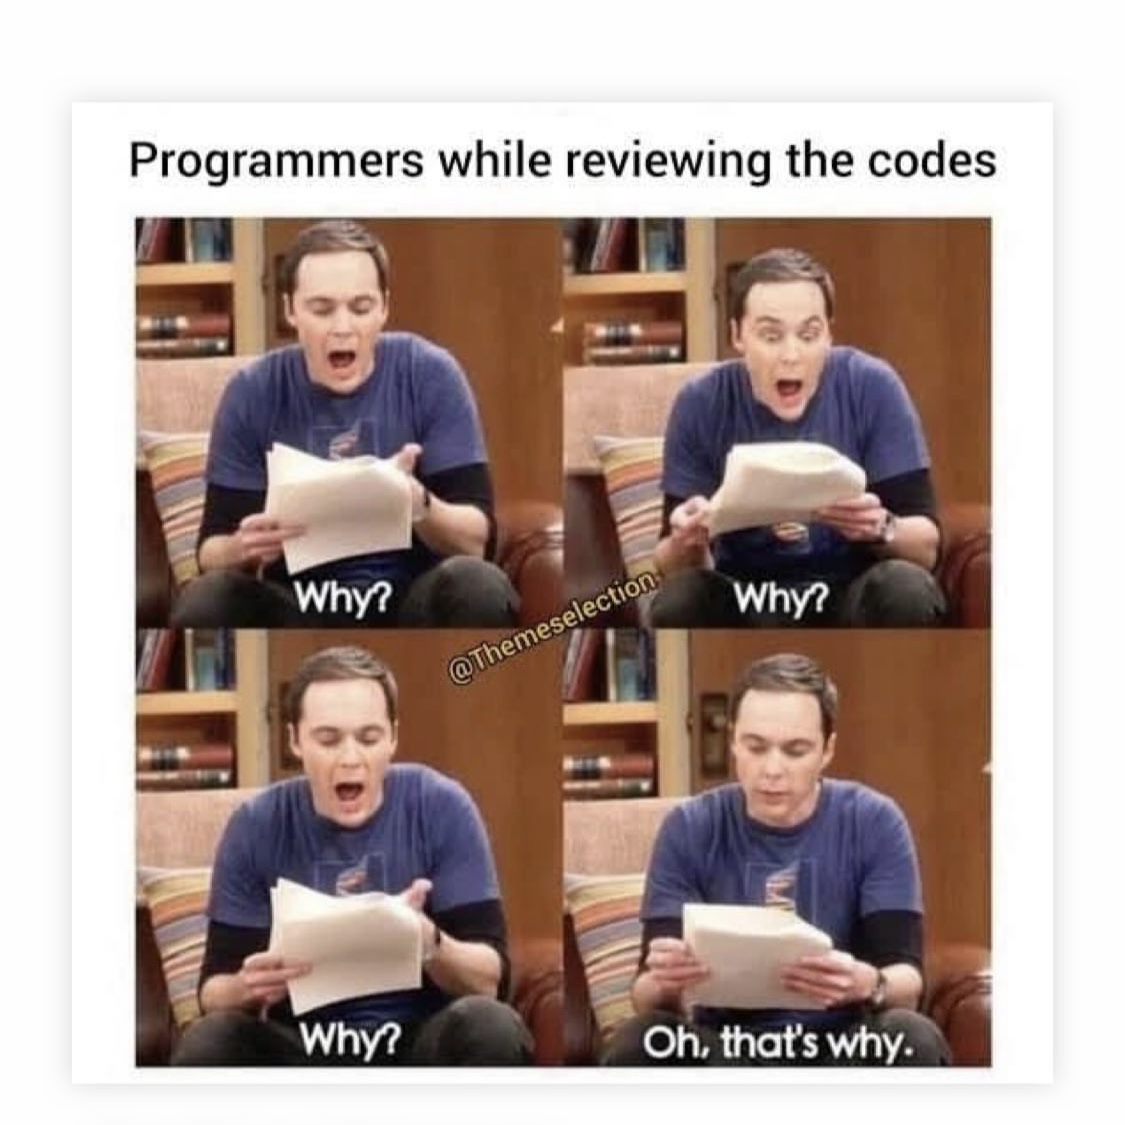 Programmers while reviewing the codes
Why?
Why?
@Themeselection
Why?
Oh, that's why.